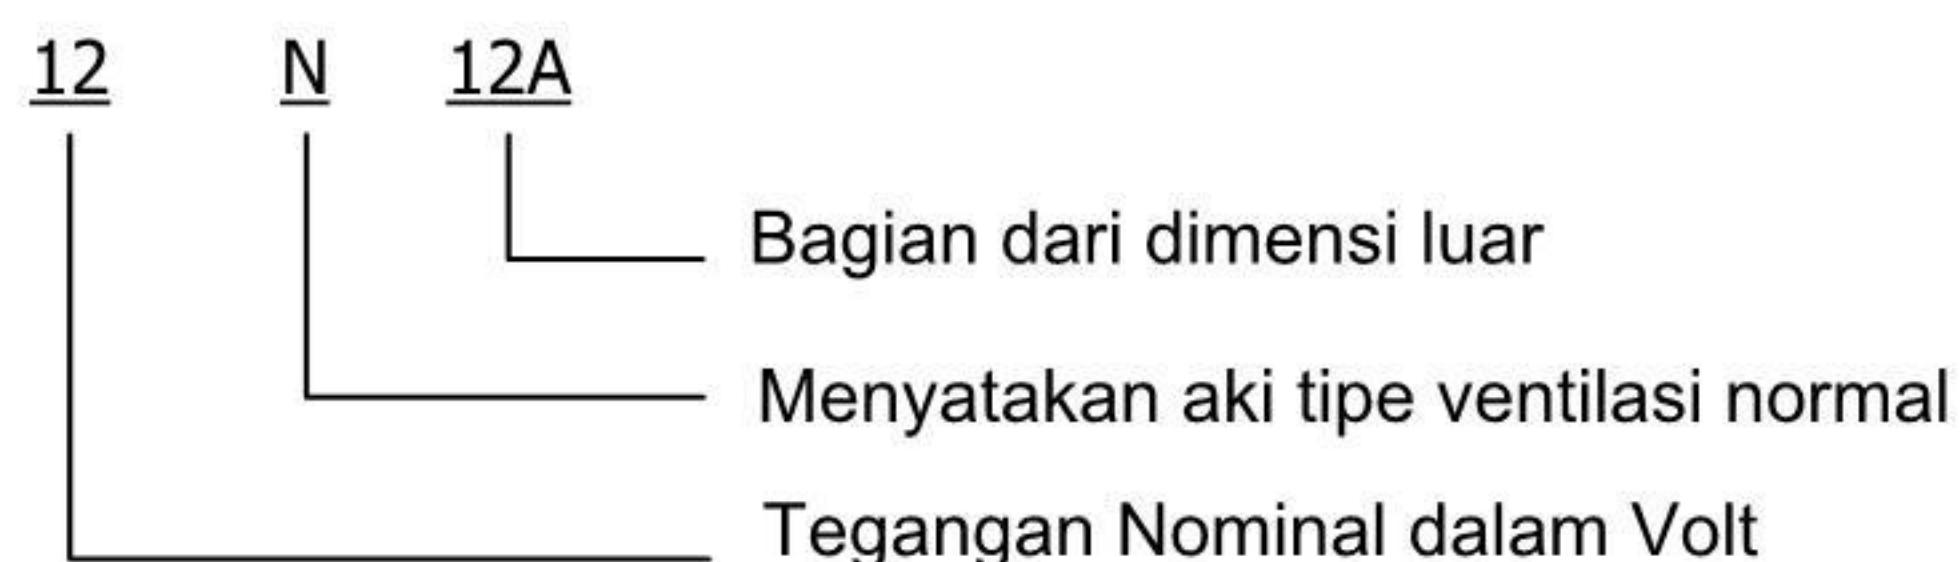 12 N 12A
Bagian dari dimensi luar
Menyatakan aki tipe ventilasi normal
Tegangan Nominal dalam Volt